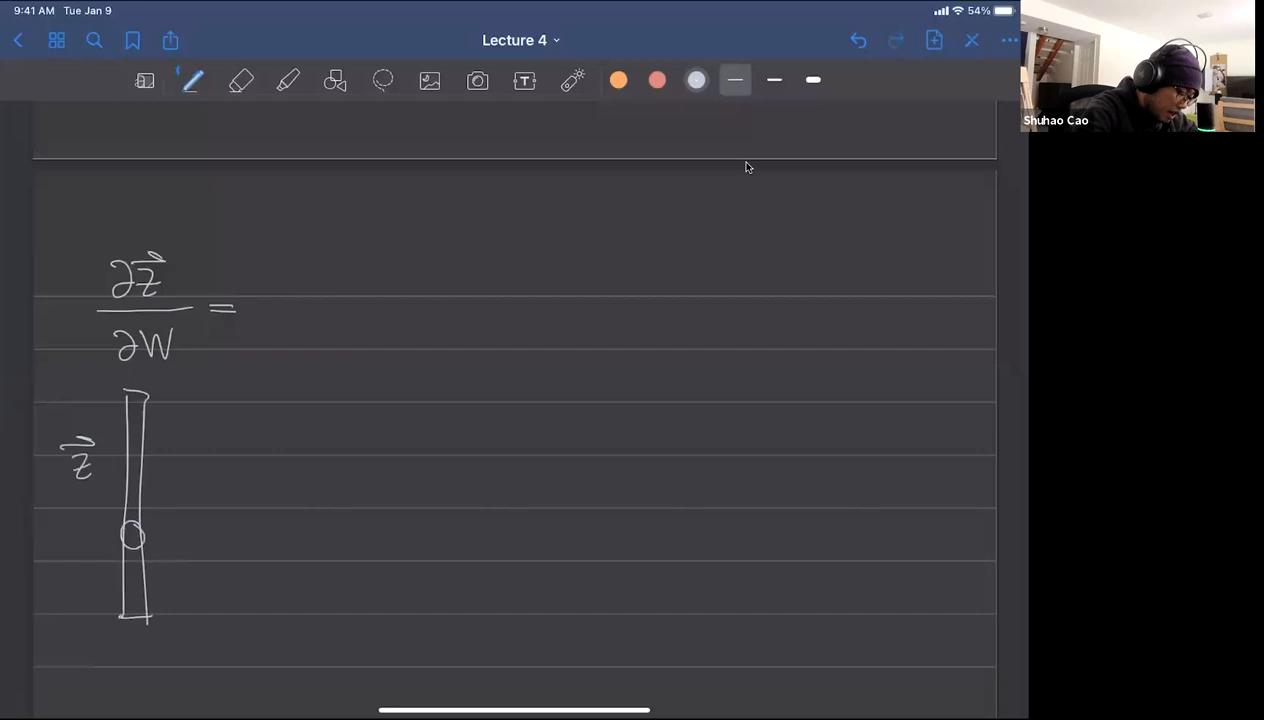 9:41 AM Tue Jan 9
54%
Lecture 4
T
Shuhao Cao
∂z⃗
=
∂W
z⃗